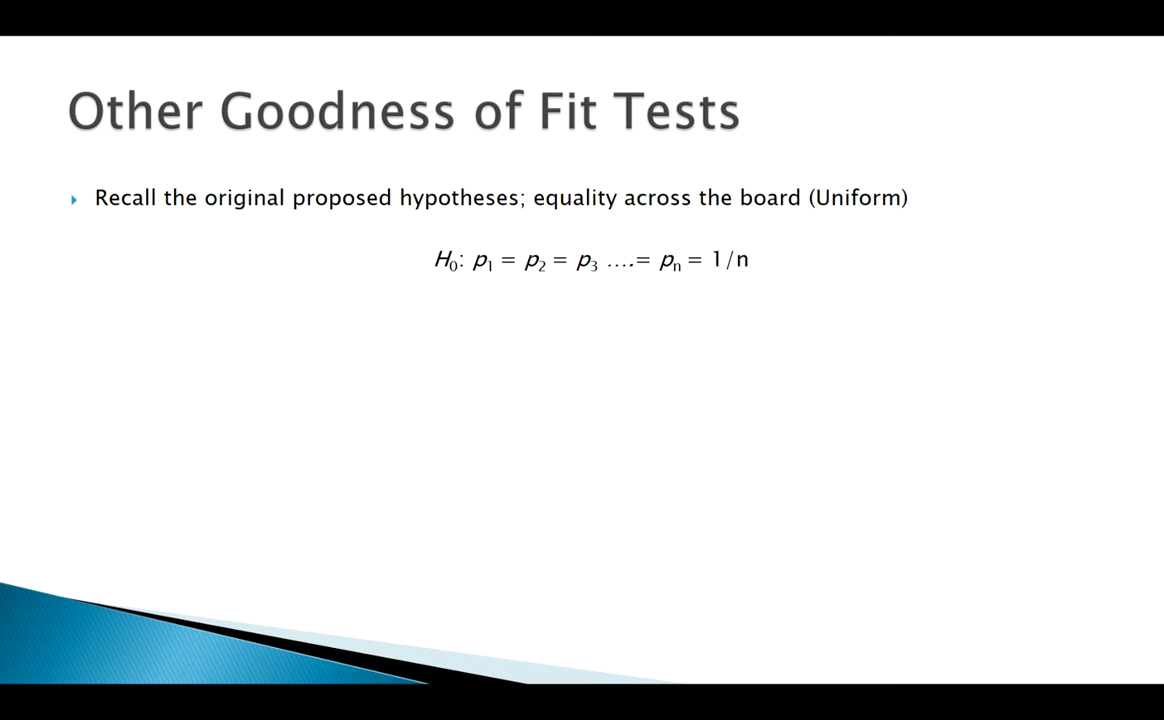 Other Goodness of Fit Tests
Recall the original proposed hypotheses; equality across the board (Uniform)
H₀: p₁ = p₂ = p₃ ....= pₙ = 1/n